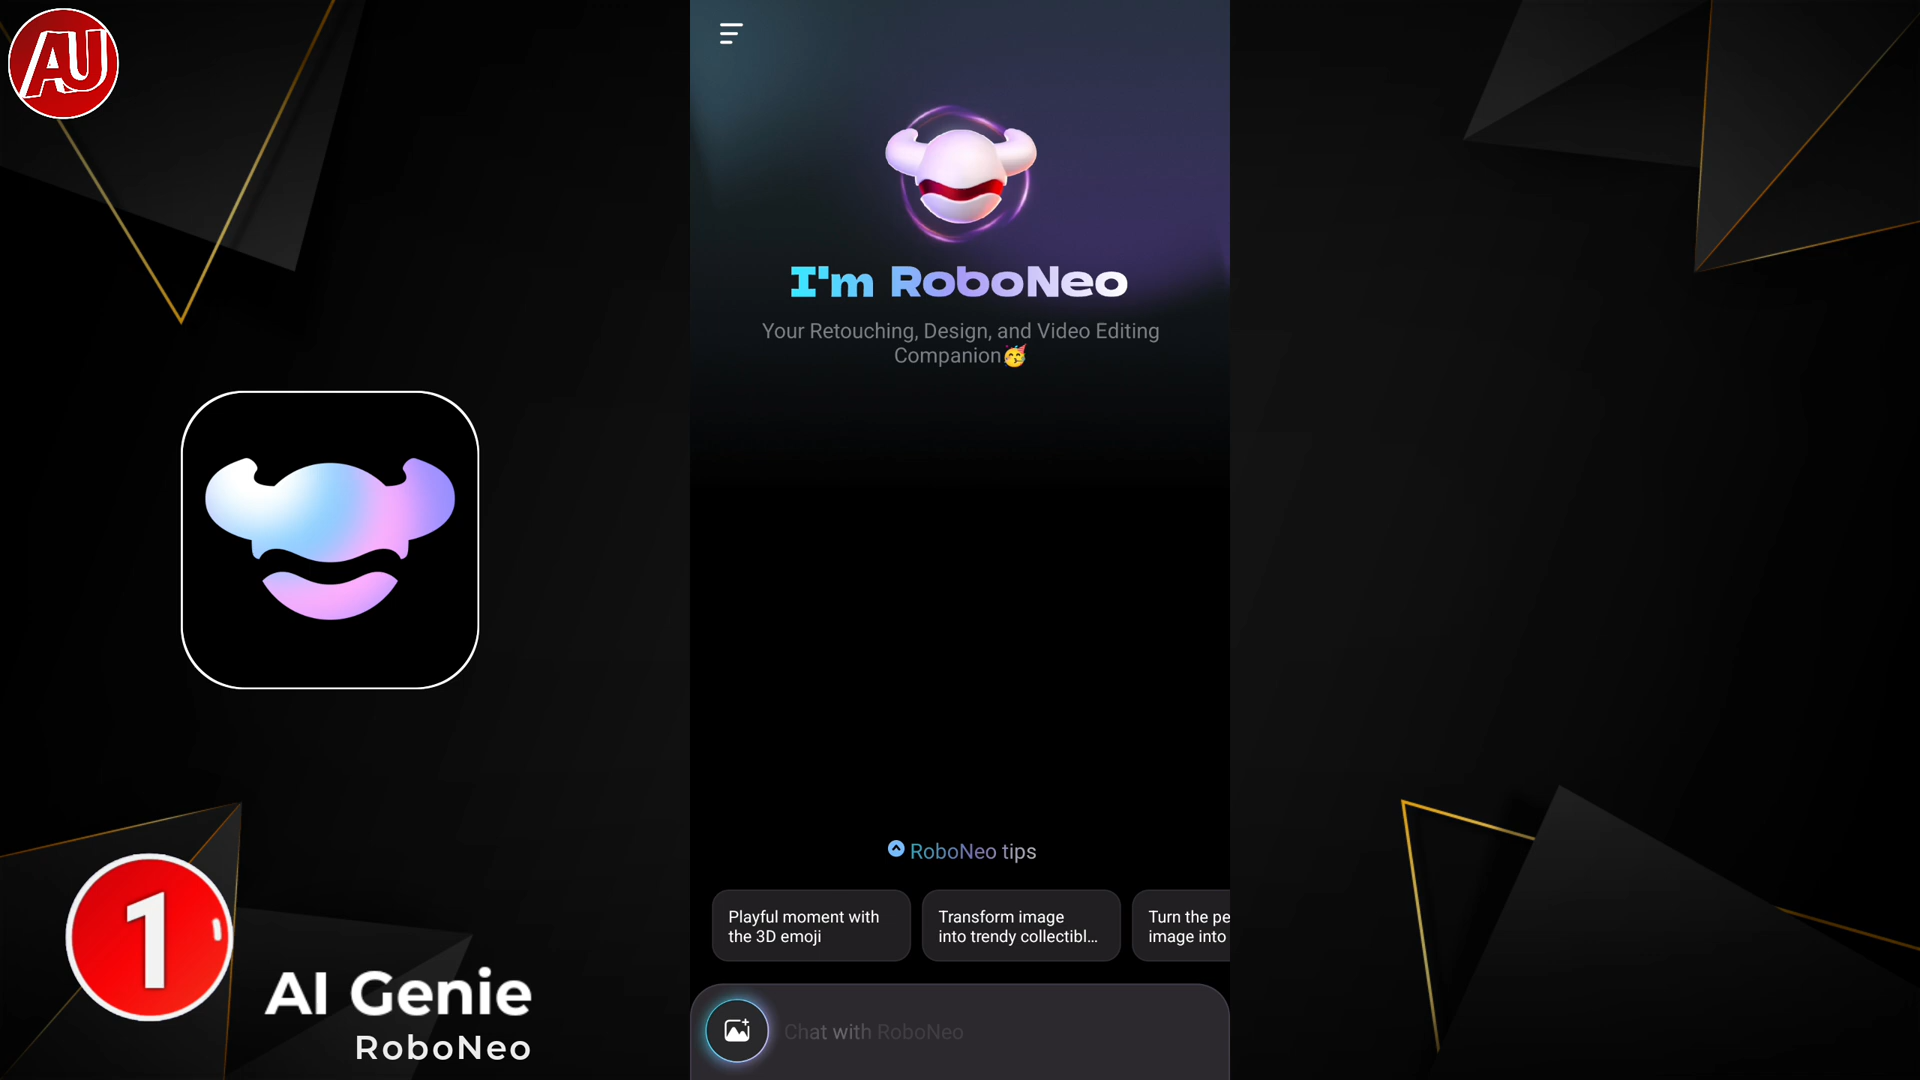 AU
I'm RoboNeo
Your Retouching, Design, and Video Editing
Companion🥳
RoboNeo tips
Playful moment with
the 3D emoji
Transform image
into trendy collectibl...
Turn the pe
image into
Chat with RoboNeo
1
AI Genie
RoboNeo